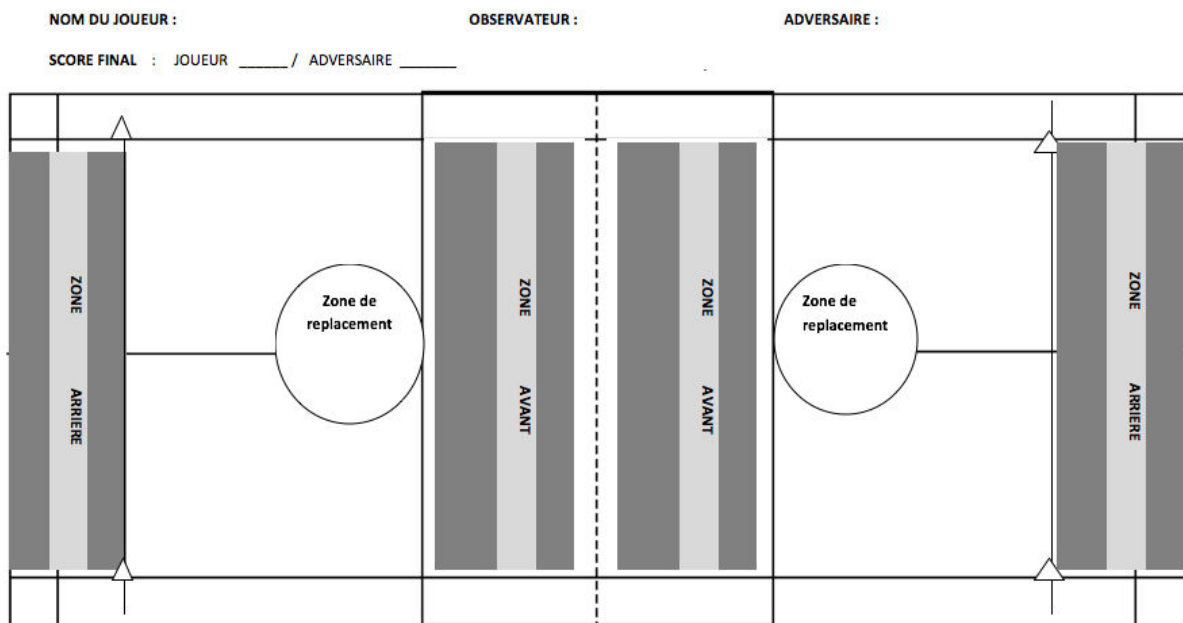 NOM DU JOUEUR : OBSERVATEUR : ADVERSAIRE :
SCORE FINAL : JOUEUR ______ / ADVERSAIRE _______
ZONE ARRIERE
Zone de
replacement
ZONE AVANT
ZONE AVANT
Zone de
replacement
ZONE ARRIERE